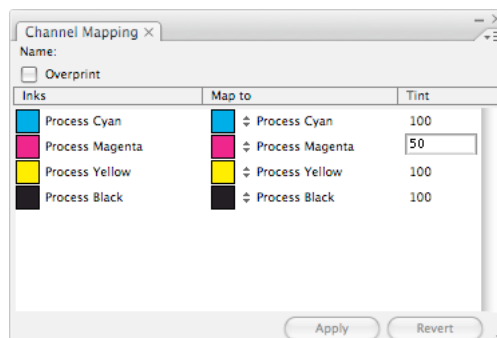 Channel Mapping ×
Name:
Overprint
Inks Map to Tint
Process Cyan Process Cyan 100
Process Magenta Process Magenta 50
Process Yellow Process Yellow 100
Process Black Process Black 100
Apply Revert